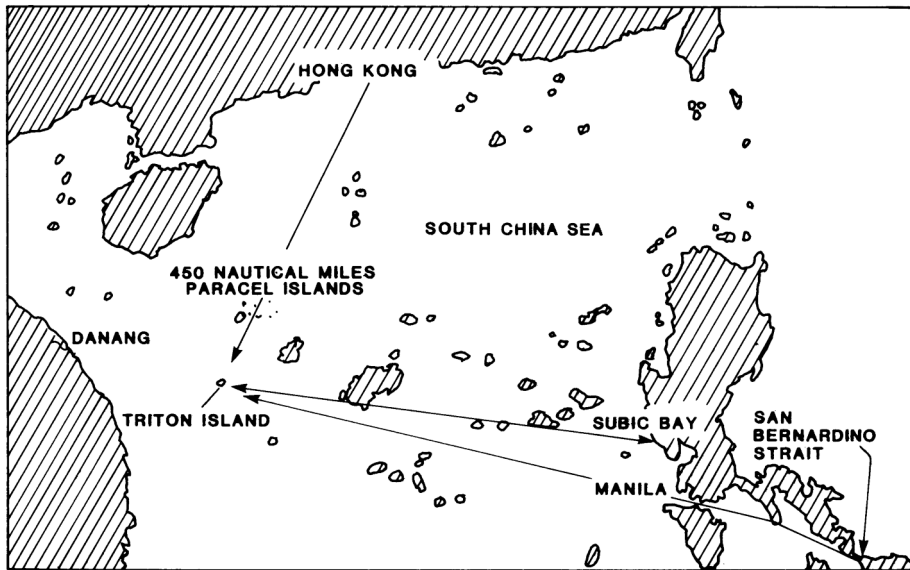 HONG KONG
SOUTH CHINA SEA
450 NAUTICAL MILES
PARACEL ISLANDS
DANANG
TRITON ISLAND
SUBIC BAY
SAN
BERNARDINO
STRAIT
MANILA